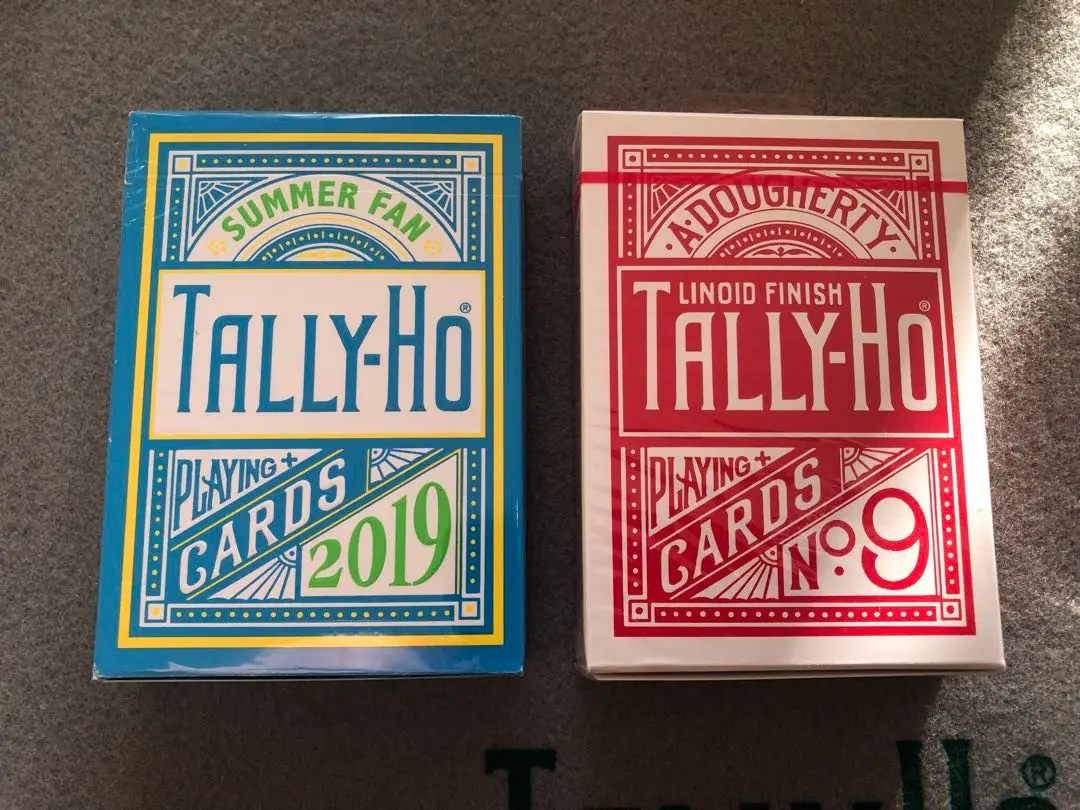 SUMMER FAN
TALLY-HO®
PLAYING +
CARDS
2019
A•DOUGHERTY•
LINOID FINISH
TALLY-HO®
PLAYING +
CARDS
No. 9